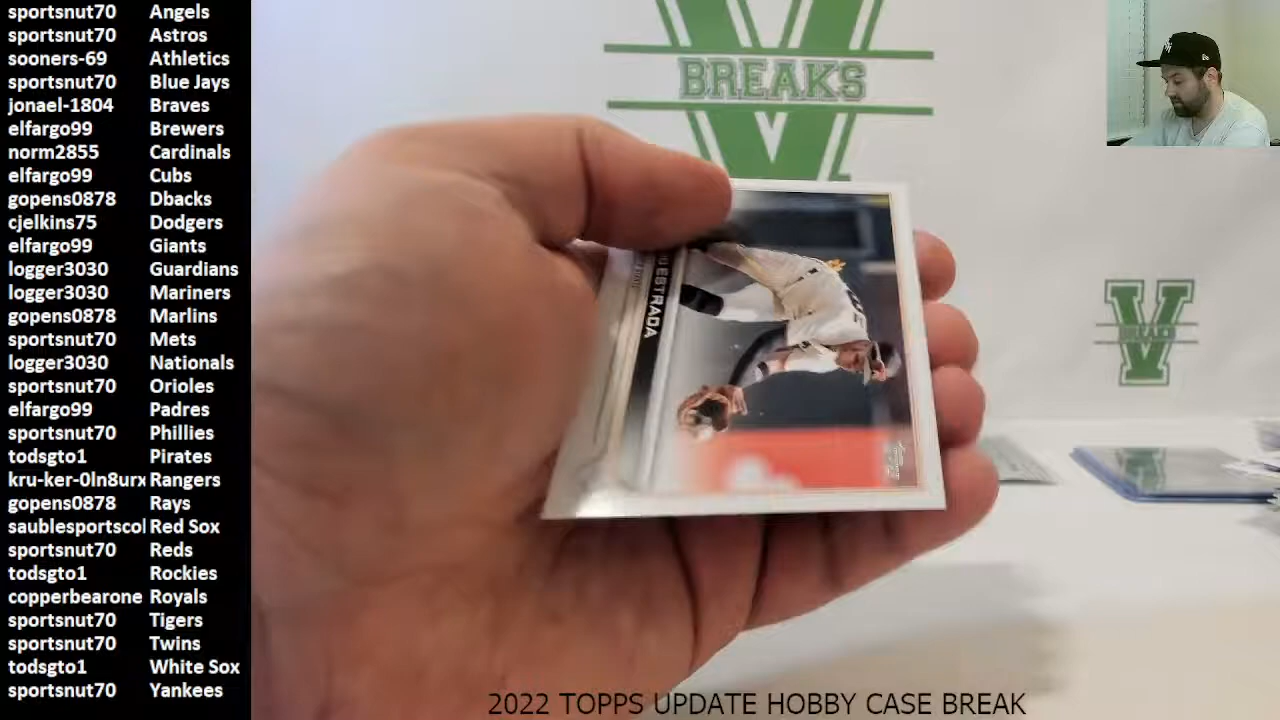 sportsnut70 Angels
sportsnut70 Astros
sooners-69 Athletics
sportsnut70 Blue Jays
jonael-1804 Braves
elfargo99 Brewers
norm2855 Cardinals
elfargo99 Cubs
gopens0878 Dbacks
cjelkins75 Dodgers
elfargo99 Giants
logger3030 Guardians
logger3030 Mariners
gopens0878 Marlins
sportsnut70 Mets
logger3030 Nationals
sportsnut70 Orioles
elfargo99 Padres
sportsnut70 Phillies
todsgto1 Pirates
kru-ker-0ln8urx Rangers
gopens0878 Rays
saublesportscol Red Sox
sportsnut70 Reds
todsgto1 Rockies
copperbearone Royals
sportsnut70 Tigers
sportsnut70 Twins
todsgto1 White Sox
sportsnut70 Yankees
V
BREAKS
ESTRADA
V
BREAKS
2022 TOPPS UPDATE HOBBY CASE BREAK